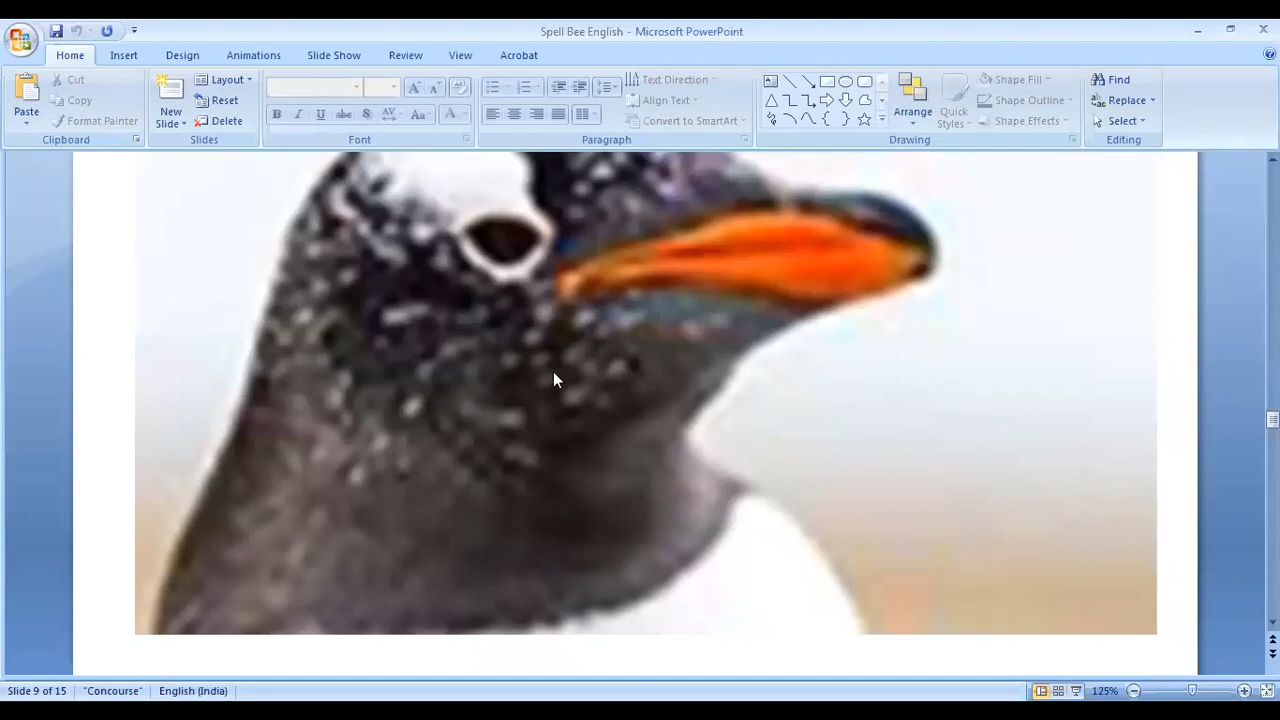 Spell Bee English - Microsoft PowerPoint
Home Insert Design Animations Slide Show Review View Acrobat
Paste
Cut
Copy
Format Painter
Clipboard
New Slide
Layout
Reset
Delete
Slides
B I U abc S AV Aa A
Font
Text Direction
Align Text
Convert to SmartArt
Paragraph
Arrange
Quick Styles
Shape Fill
Shape Outline
Shape Effects
Drawing
Find
Replace
Select
Editing
Slide 9 of 15 "Concourse" English (India) 125%